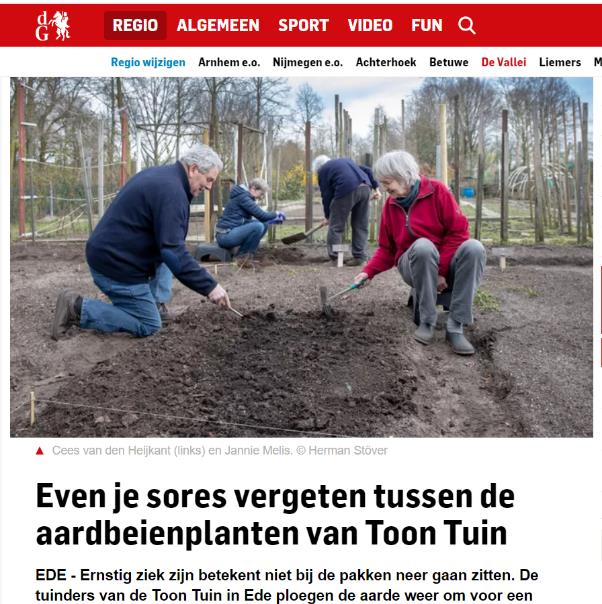 dG
REGIO ALGEMEEN SPORT VIDEO FUN
Regio wijzigen Arnhem e.o. Nijmegen e.o. Achterhoek Betuwe De Vallei Liemers M
Cees van den Heijkant (links) en Jannie Melis. © Herman Stöver
Even je sores vergeten tussen de
aardbeienplanten van Toon Tuin
EDE - Ernstig ziek zijn betekent niet bij de pakken neer gaan zitten. De
tuinders van de Toon Tuin in Ede ploegen de aarde weer om voor een